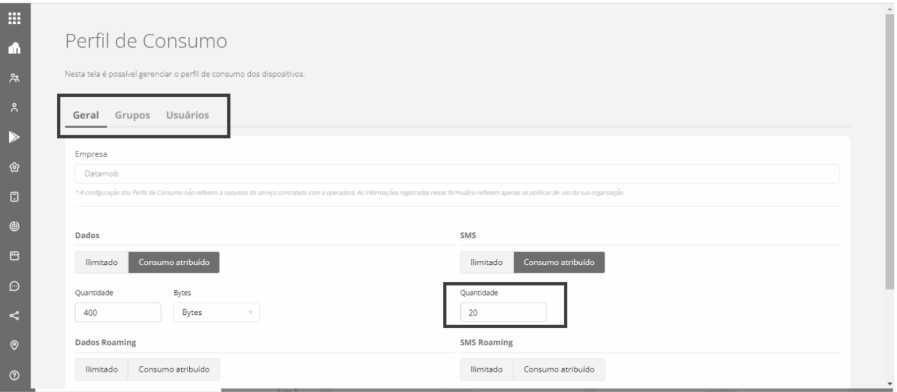 Perfil de Consumo
Nesta tela é possível gerenciar o perfil de consumo dos dispositivos.
Geral Grupos Usuários
Empresa
Datamob
* A configuração dos Perfis de Consumo não refletem a natureza do serviço contratado com a operadora. As informações registradas nesse formulário refletem apenas as políticas de uso da sua organização
Dados
Ilimitado Consumo atribuído
Quantidade Bytes
400 Bytes
Dados Roaming
Ilimitado Consumo atribuído
SMS
Ilimitado Consumo atribuído
Quantidade
20
SMS Roaming
Ilimitado Consumo atribuído